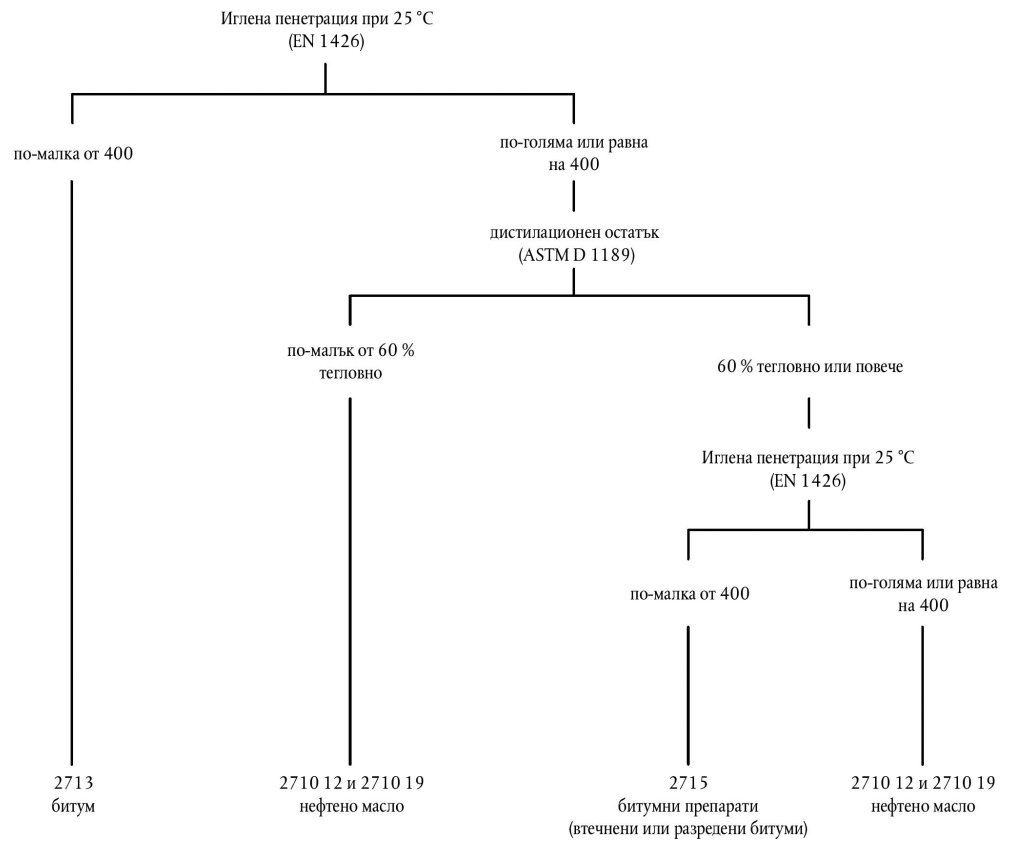 Иглена пенетрация при 25 °C
(EN 1426)
по-малка от 400
по-голяма или равна
на 400
дистилационен остатък
(ASTM D 1189)
по-малък от 60 %
тегловно
60 % тегловно или повече
Иглена пенетрация при 25 °C
(EN 1426)
по-малка от 400
по-голяма или равна
на 400
2713
битум
2710 12 и 2710 19
нефтено масло
2715
битумни препарати
(втечнени или разредени битуми)
2710 12 и 2710 19
нефтено масло